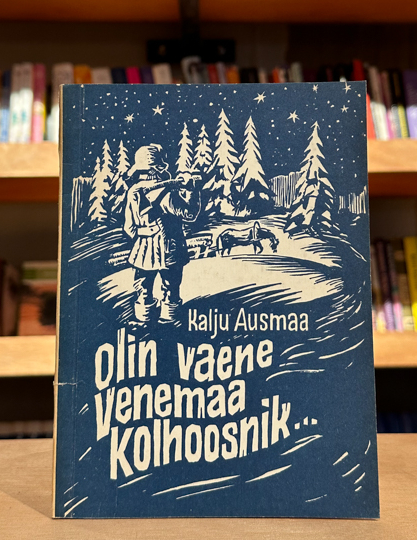 Kalju Ausmaa
Olin vaene
Venemaa
Kolhoosnik...